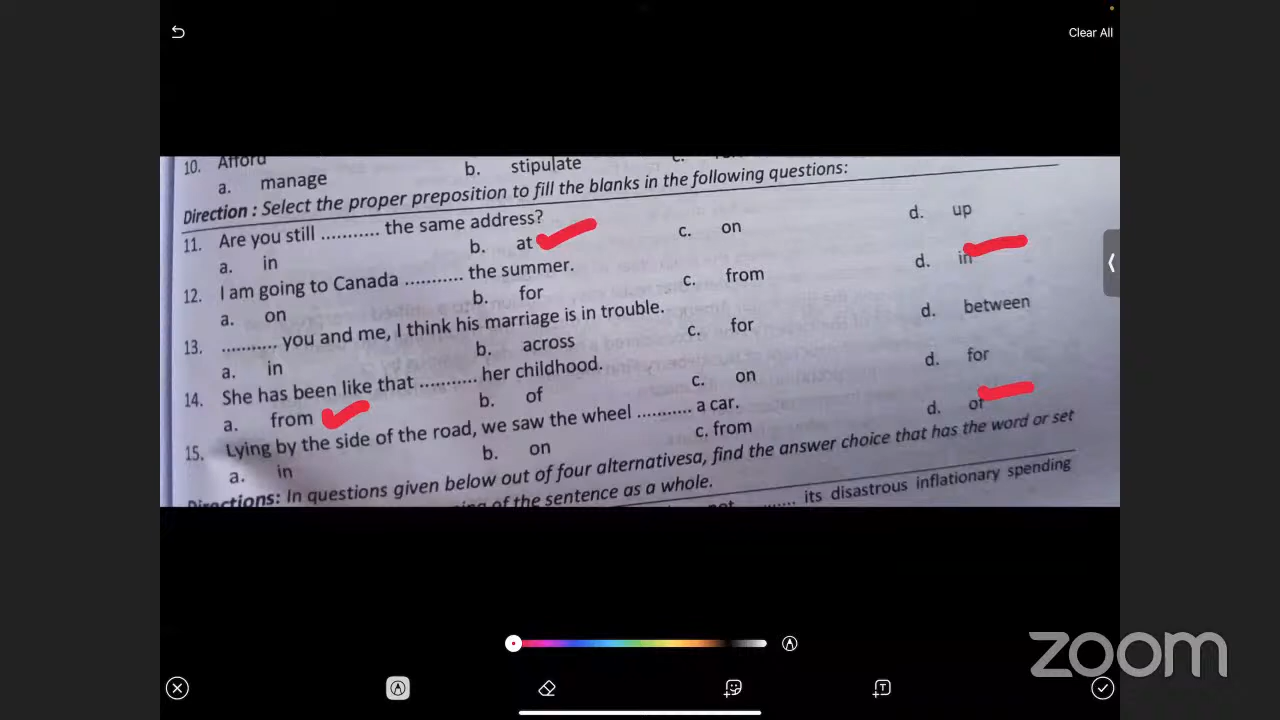 Clear All
10. Afford
a. manage b. stipulate c.
Direction : Select the proper preposition to fill the blanks in the following questions:
11. Are you still ........... the same address?
a. in b. at c. on d. up
12. I am going to Canada ........... the summer.
a. on b. for c. from d. in
13. ........... you and me, I think his marriage is in trouble.
a. in b. across c. for d. between
14. She has been like that ........... her childhood.
a. from b. of c. on d. for
15. Lying by the side of the road, we saw the wheel ........... a car.
a. in b. on c. from d. of
Directions: In questions given below out of four alternativesa, find the answer choice that has the word or set
of the sentence as a whole.
....... its disastrous inflationary spending
zoom